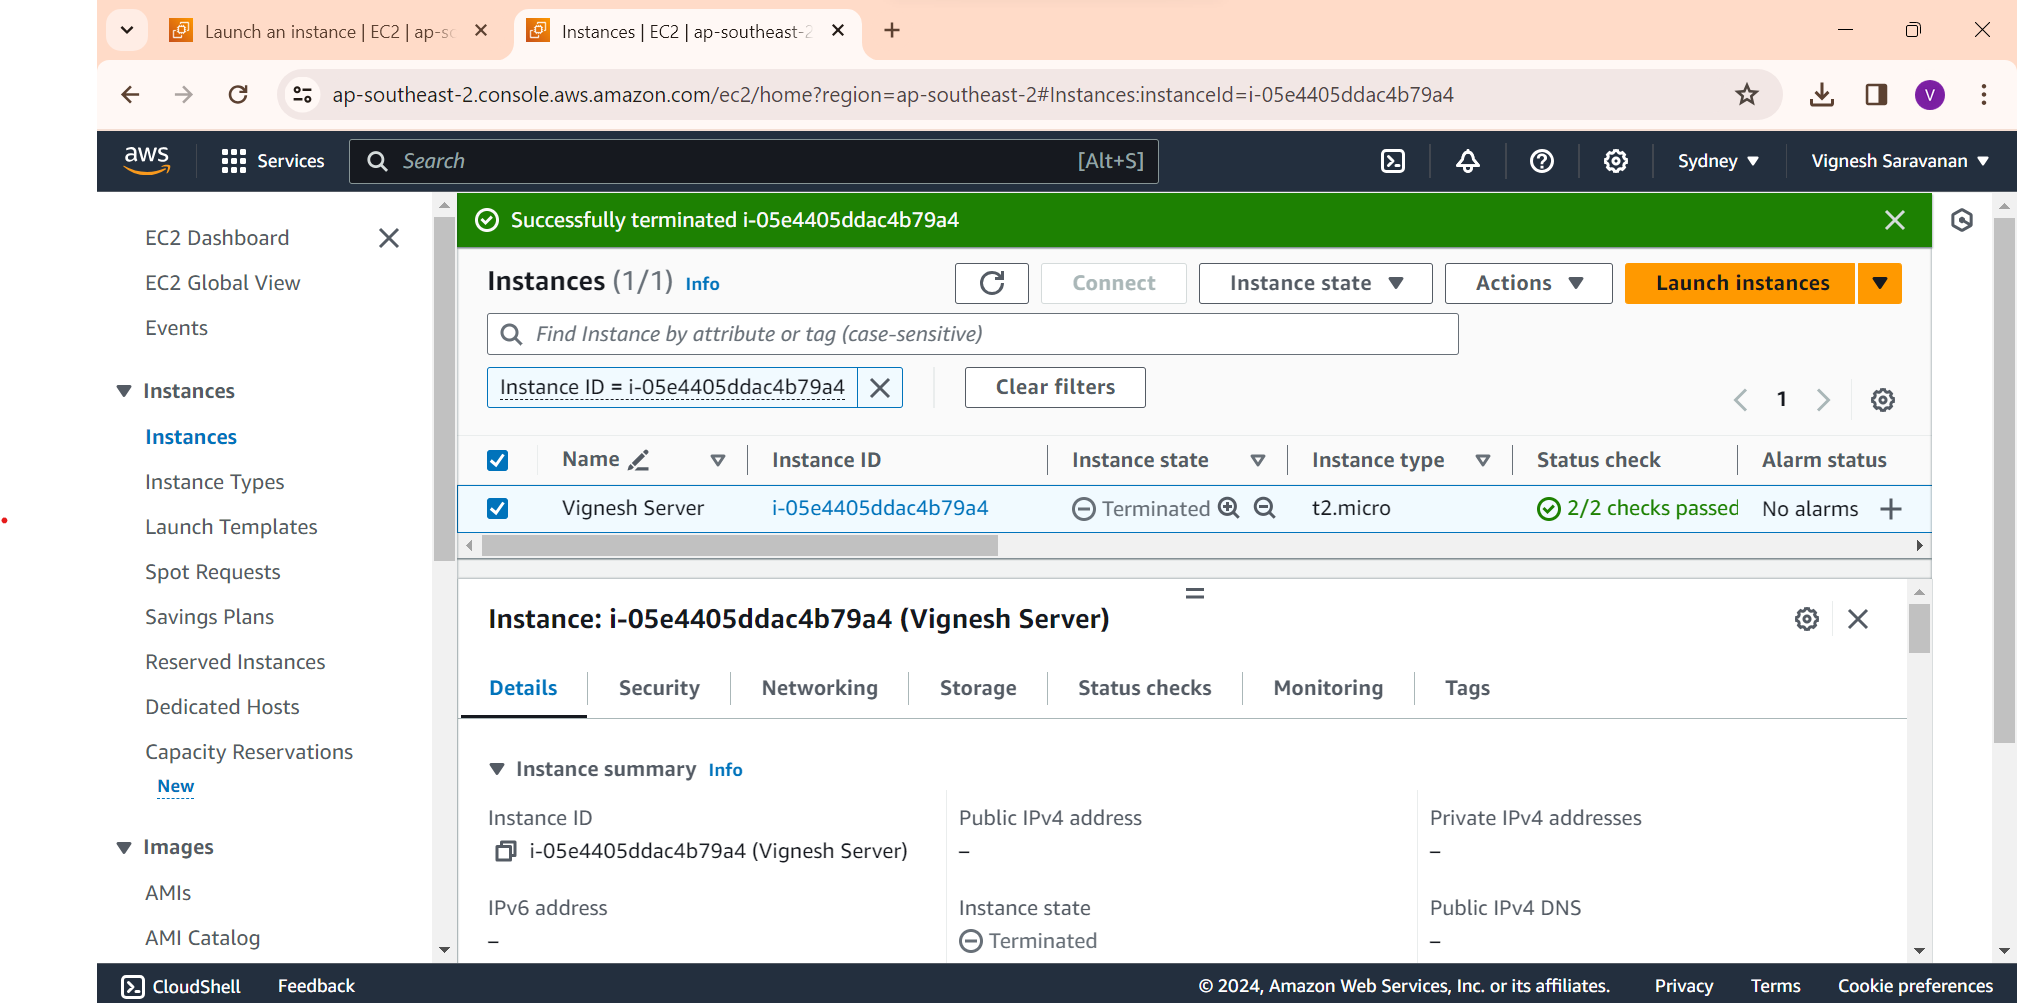 Launch an instance | EC2 | ap-sc
Instances | EC2 | ap-southeast-2
ap-southeast-2.console.aws.amazon.com/ec2/home?region=ap-southeast-2#Instances:instanceId=i-05e4405ddac4b79a4
V
aws
Services
Search
[Alt+S]
Sydney
Vignesh Saravanan
EC2 Dashboard
EC2 Global View
Events
Instances
Instances
Instance Types
Launch Templates
Spot Requests
Savings Plans
Reserved Instances
Dedicated Hosts
Capacity Reservations
New
Images
AMIs
AMI Catalog
Successfully terminated i-05e4405ddac4b79a4
Instances (1/1) Info
Connect
Instance state
Actions
Launch instances
Find Instance by attribute or tag (case-sensitive)
Instance ID = i-05e4405ddac4b79a4
Clear filters
1
Name Instance ID Instance state Instance type Status check Alarm status
Vignesh Server i-05e4405ddac4b79a4 Terminated t2.micro 2/2 checks passed No alarms
Instance: i-05e4405ddac4b79a4 (Vignesh Server)
Details Security Networking Storage Status checks Monitoring Tags
Instance summary Info
Instance ID
i-05e4405ddac4b79a4 (Vignesh Server)
Public IPv4 address
–
Private IPv4 addresses
–
IPv6 address
–
Instance state
Terminated
Public IPv4 DNS
–
CloudShell
Feedback
© 2024, Amazon Web Services, Inc. or its affiliates.
Privacy
Terms
Cookie preferences